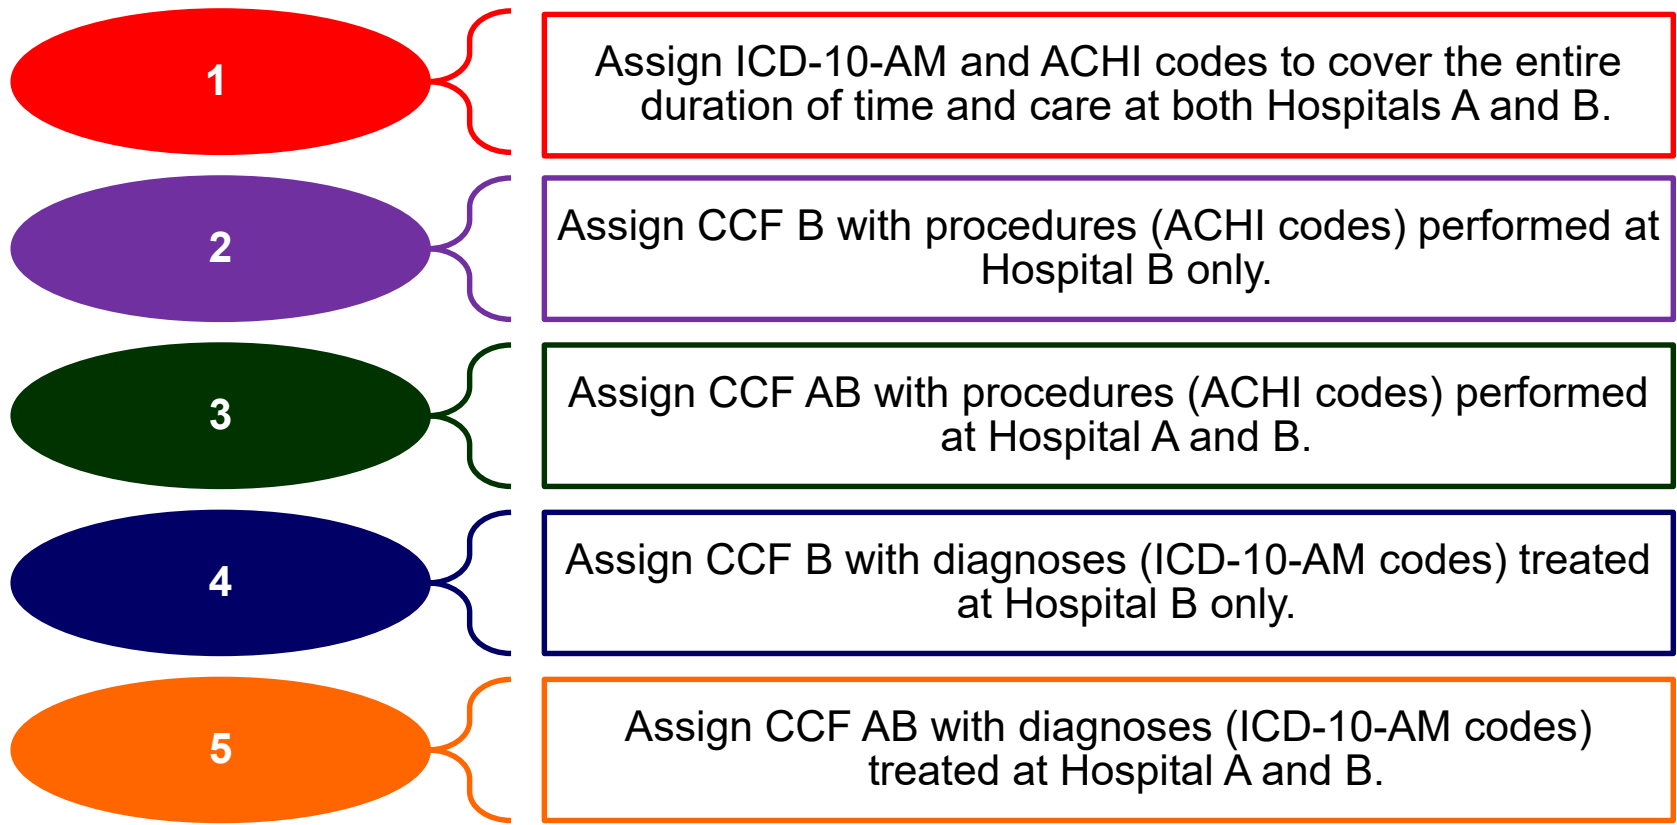 1
Assign ICD-10-AM and ACHI codes to cover the entire
duration of time and care at both Hospitals A and B.
2
Assign CCF B with procedures (ACHI codes) performed at
Hospital B only.
3
Assign CCF AB with procedures (ACHI codes) performed
at Hospital A and B.
4
Assign CCF B with diagnoses (ICD-10-AM codes) treated
at Hospital B only.
5
Assign CCF AB with diagnoses (ICD-10-AM codes)
treated at Hospital A and B.